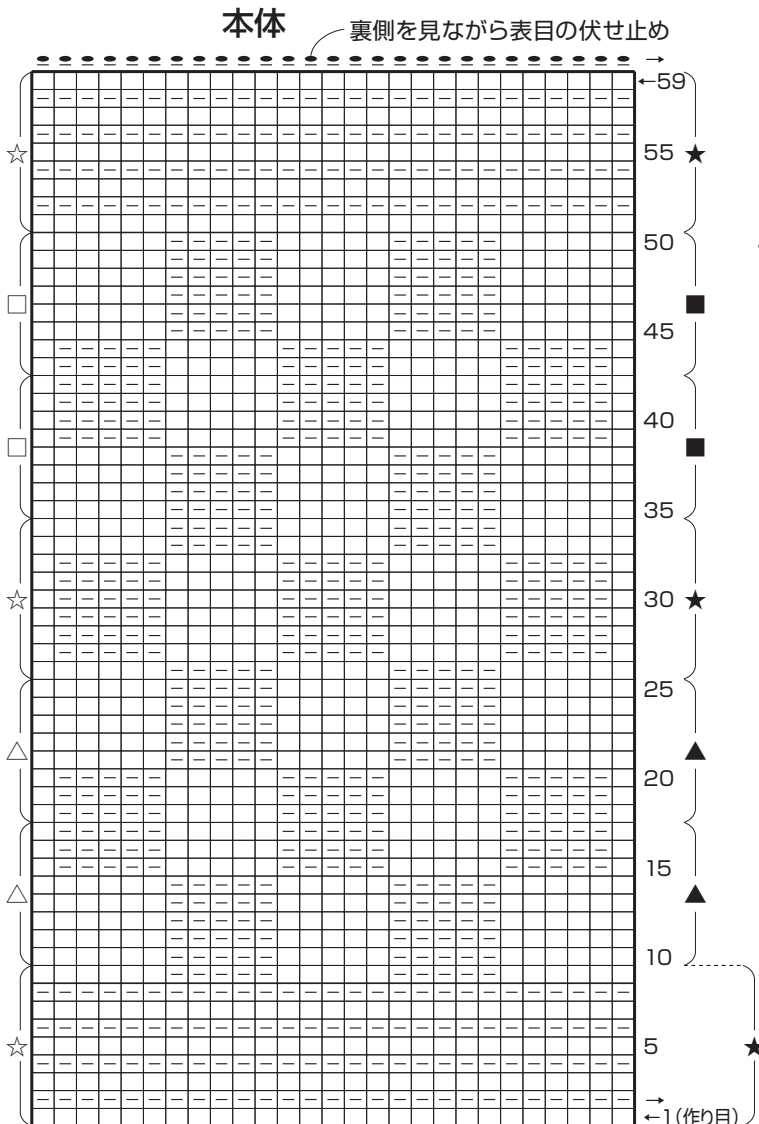 本体
裏側を見ながら表目の伏せ止め
→
←59
☆ 55 ★
50
□ ■
45
40
□ ■
35
☆ 30 ★
25
△ ▲
20
15
△ ▲
10
☆ 5 ★
→
←1(作り目)